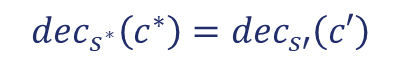 dec_{s^*}(c^*) = dec_{s'}(c')